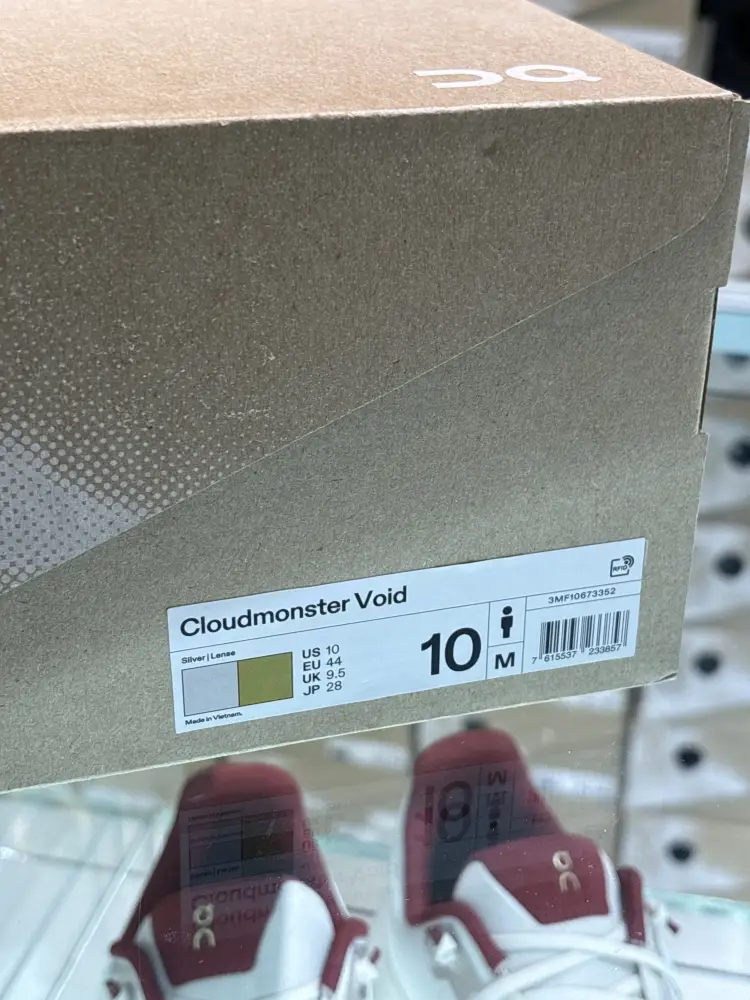 Cloudmonster Void
Silver | Lense
Made in Vietnam.
US 10
EU 44
UK 9.5
JP 28
10
M
RFID
3MF10673352
7 615537 233857